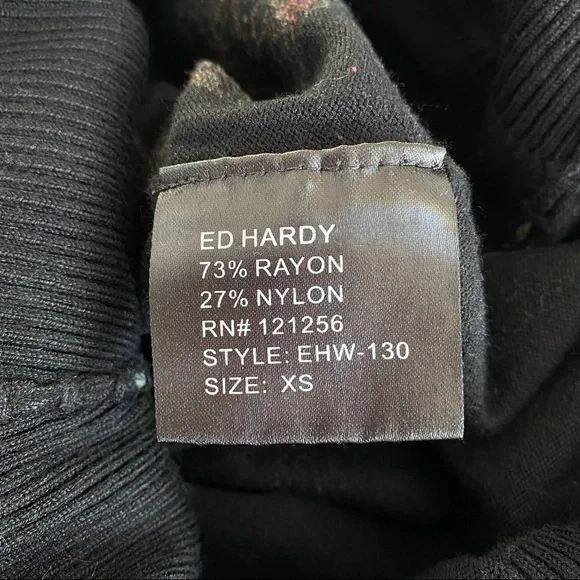 ED HARDY
73% RAYON
27% NYLON
RN# 121256
STYLE: EHW-130
SIZE: XS